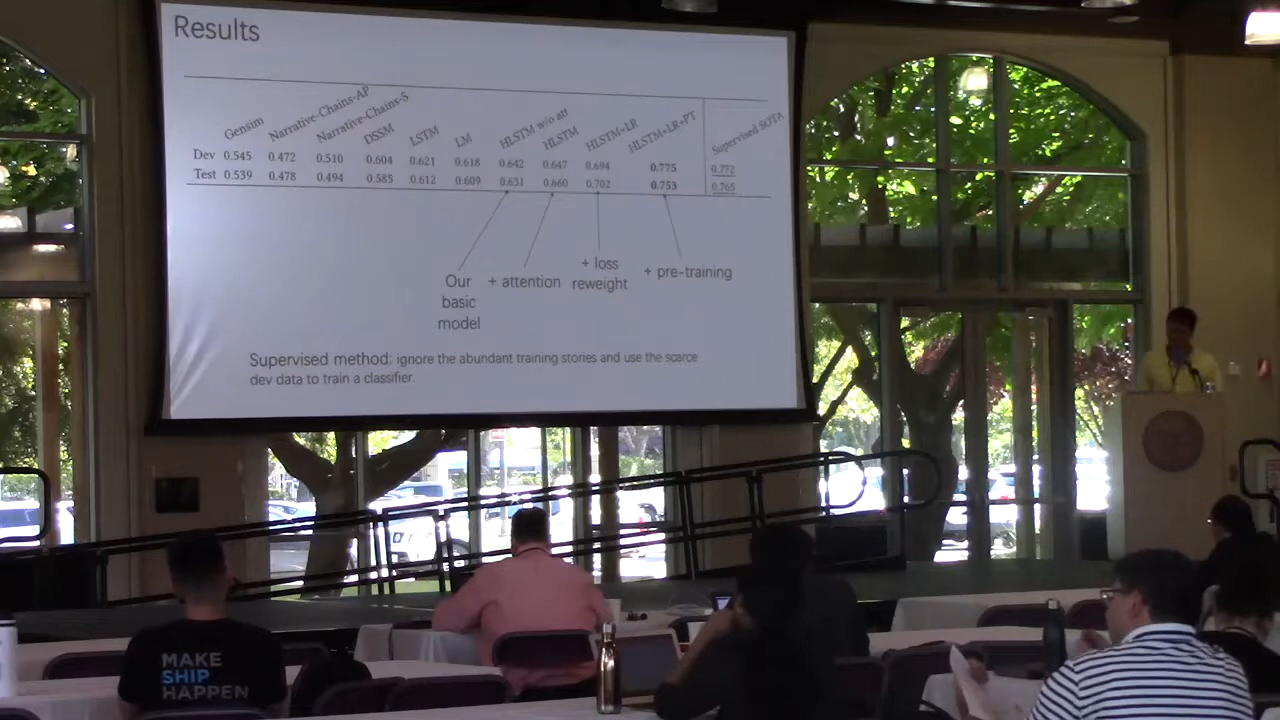 Results
Gensim Narrative-Chains-AP Narrative-Chains-S DSSM LSTM LM HLSTM w/o att HLSTM HLSTM+LR HLSTM+LR+PT Supervised SOTA
Dev 0.545 0.472 0.510 0.604 0.621 0.618 0.642 0.647 0.694 0.775 0.772
Test 0.539 0.478 0.494 0.585 0.612 0.609 0.631 0.660 0.702 0.753 0.765
Our basic model
+ attention
+ loss reweight
+ pre-training
Supervised method: ignore the abundant training stories and use the scarce
dev data to train a classifier.
MAKE
SHIP
HAPPEN